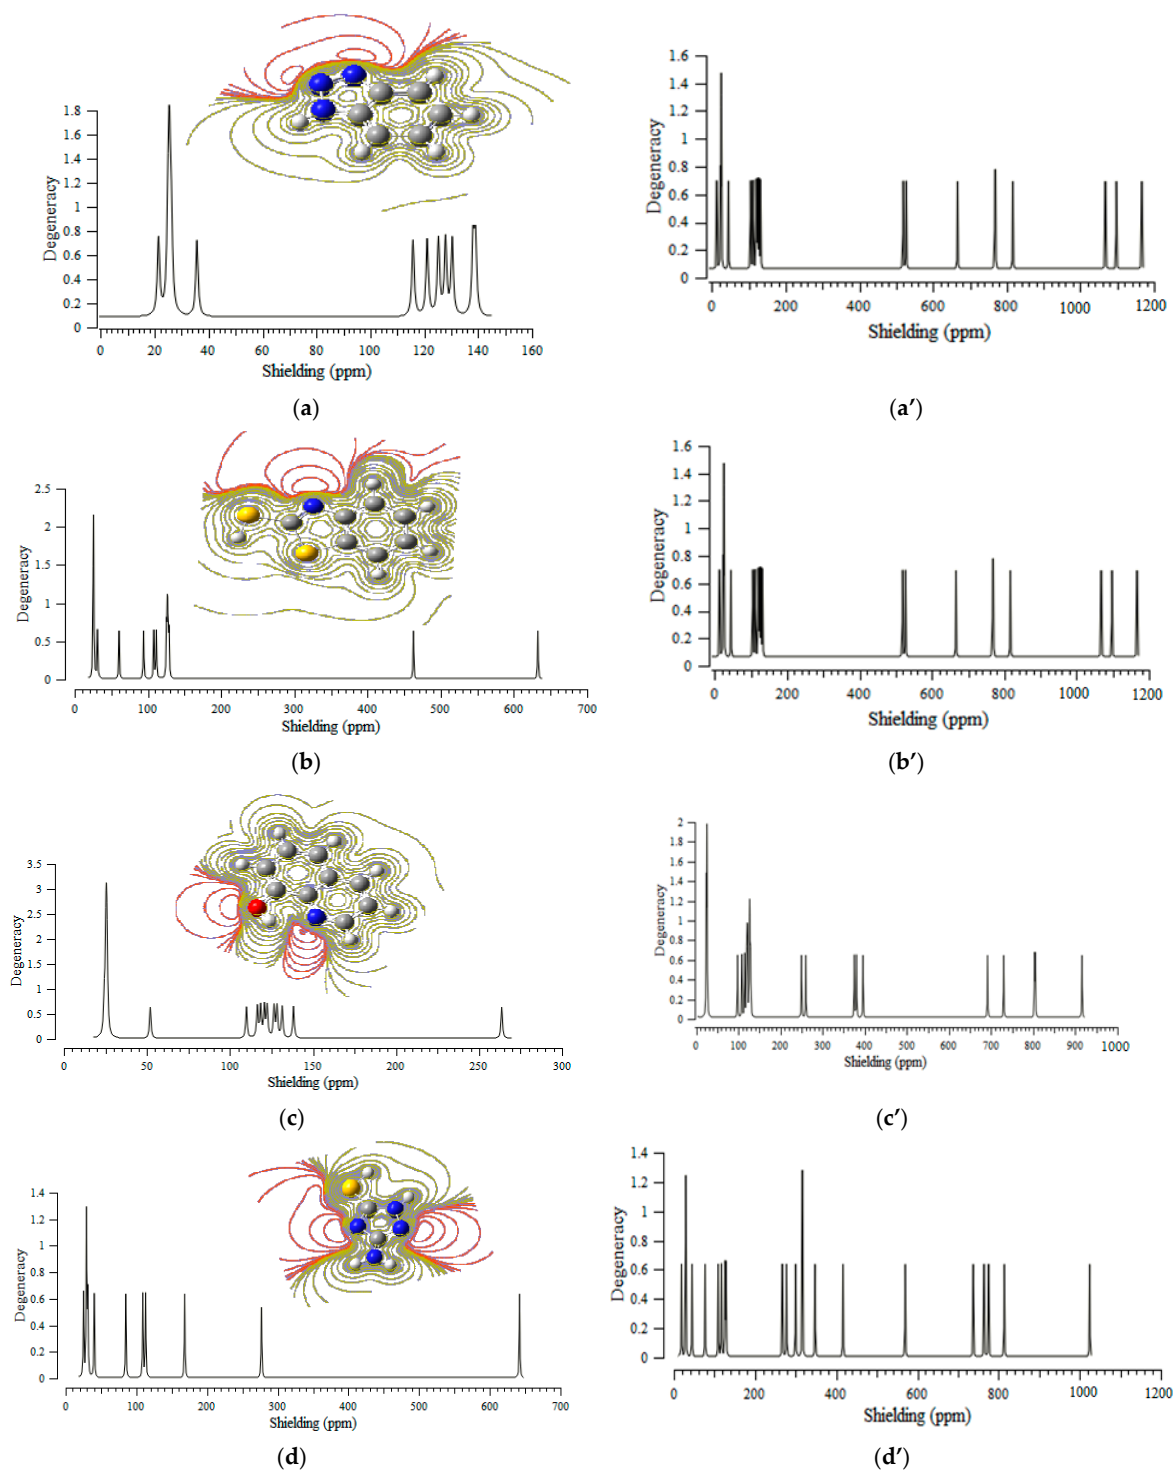 1.8
1.6
1.4
1.2
1
0.8
0.6
0.4
0.2
0
Degeneracy
0 20 40 60 80 100 120 140 160
Shielding (ppm)
(a)
1.6
1.4
1.2
1
0.8
0.6
0.4
0.2
0
Degeneracy
0 200 400 600 800 1000 1200
Shielding (ppm)
(a′)
2.5
2
1.5
1
0.5
0
Degeneracy
0 100 200 300 400 500 600 700
Shielding (ppm)
(b)
1.6
1.4
1.2
1
0.8
0.6
0.4
0.2
0
Degeneracy
0 200 400 600 800 1000 1200
Shielding (ppm)
(b′)
3.5
3
2.5
2
1.5
1
0.5
0
Degeneracy
0 50 100 150 200 250 300
Shielding (ppm)
(c)
2
1.8
1.6
1.4
1.2
1
0.8
0.6
0.4
0.2
0
Degeneracy
0 100 200 300 400 500 600 700 800 900 1000
Shielding (ppm)
(c′)
1.4
1.2
1
0.8
0.6
0.4
0.2
0
Degeneracy
0 100 200 300 400 500 600 700
Shielding (ppm)
(d)
1.4
1.2
1
0.8
0.6
0.4
0.2
0
Degeneracy
0 200 400 600 800 1000 1200
Shielding (ppm)
(d′)